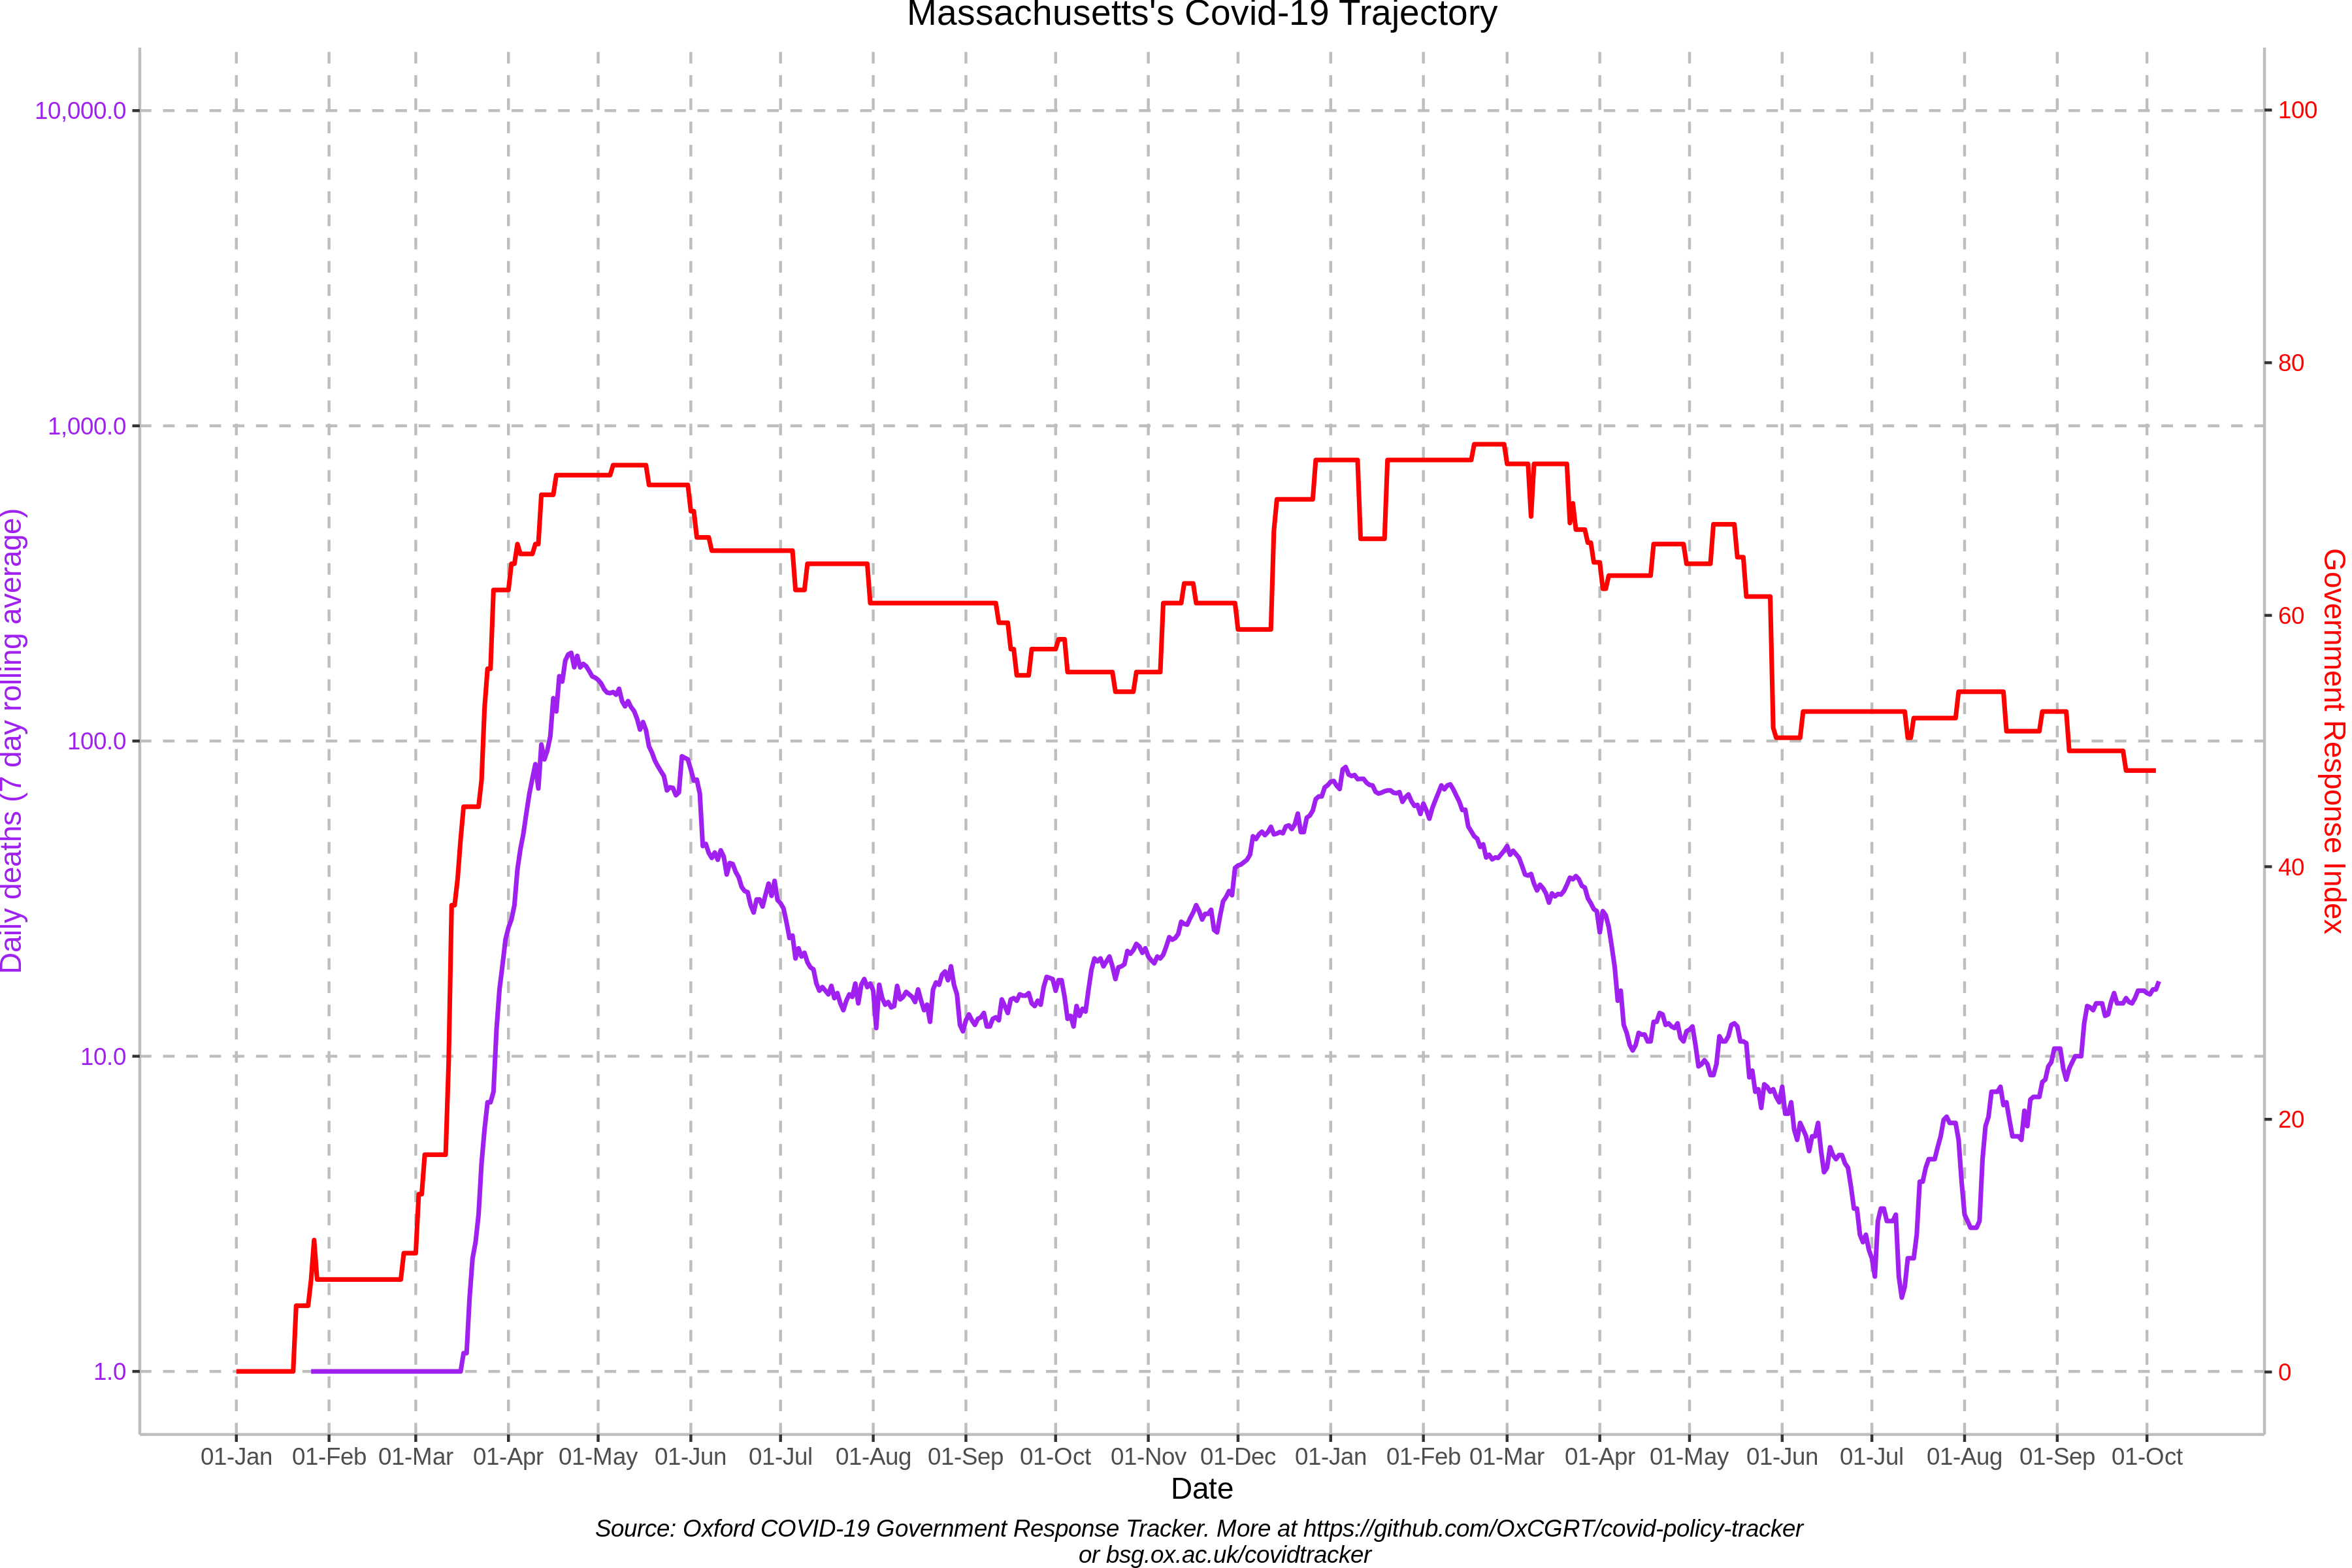 Massachusetts's Covid-19 Trajectory
10,000.0
1,000.0
100.0
10.0
1.0
Daily deaths (7 day rolling average)
100
80
60
40
20
0
Government Response Index
01-Jan 01-Feb 01-Mar 01-Apr 01-May 01-Jun 01-Jul 01-Aug 01-Sep 01-Oct 01-Nov 01-Dec 01-Jan 01-Feb 01-Mar 01-Apr 01-May 01-Jun 01-Jul 01-Aug 01-Sep 01-Oct
Date
Source: Oxford COVID-19 Government Response Tracker. More at https://github.com/OxCGRT/covid-policy-tracker
or bsg.ox.ac.uk/covidtracker